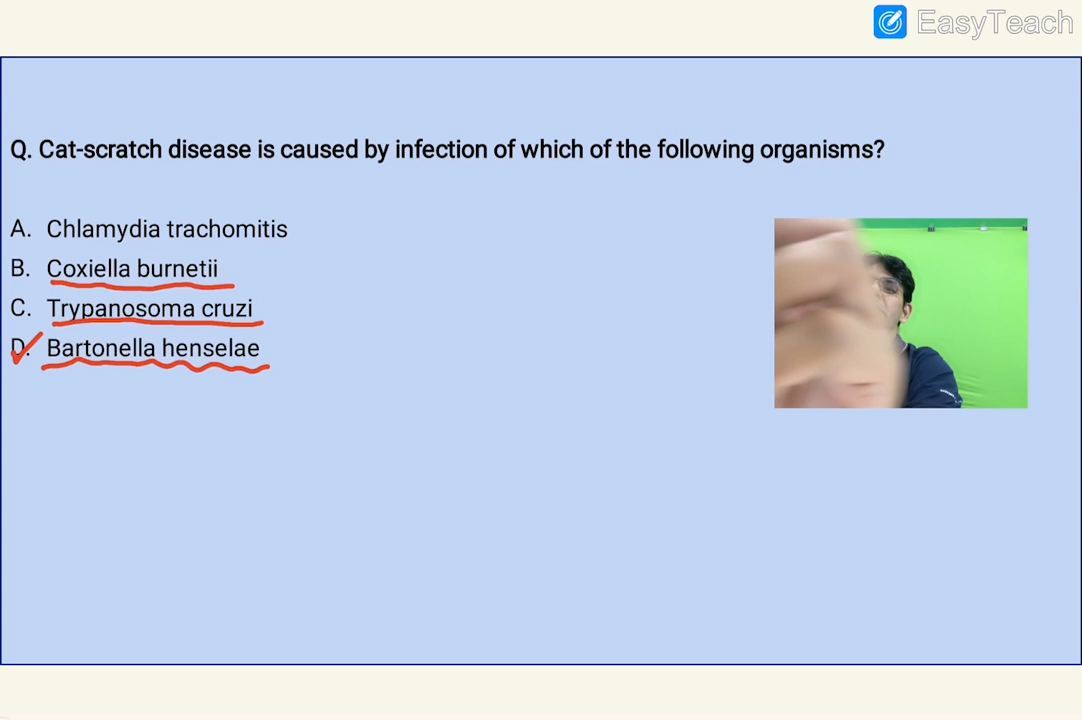 EasyTeach
Q. Cat-scratch disease is caused by infection of which of the following organisms?
A. Chlamydia trachomitis
B. Coxiella burnetii
C. Trypanosoma cruzi
D. Bartonella henselae